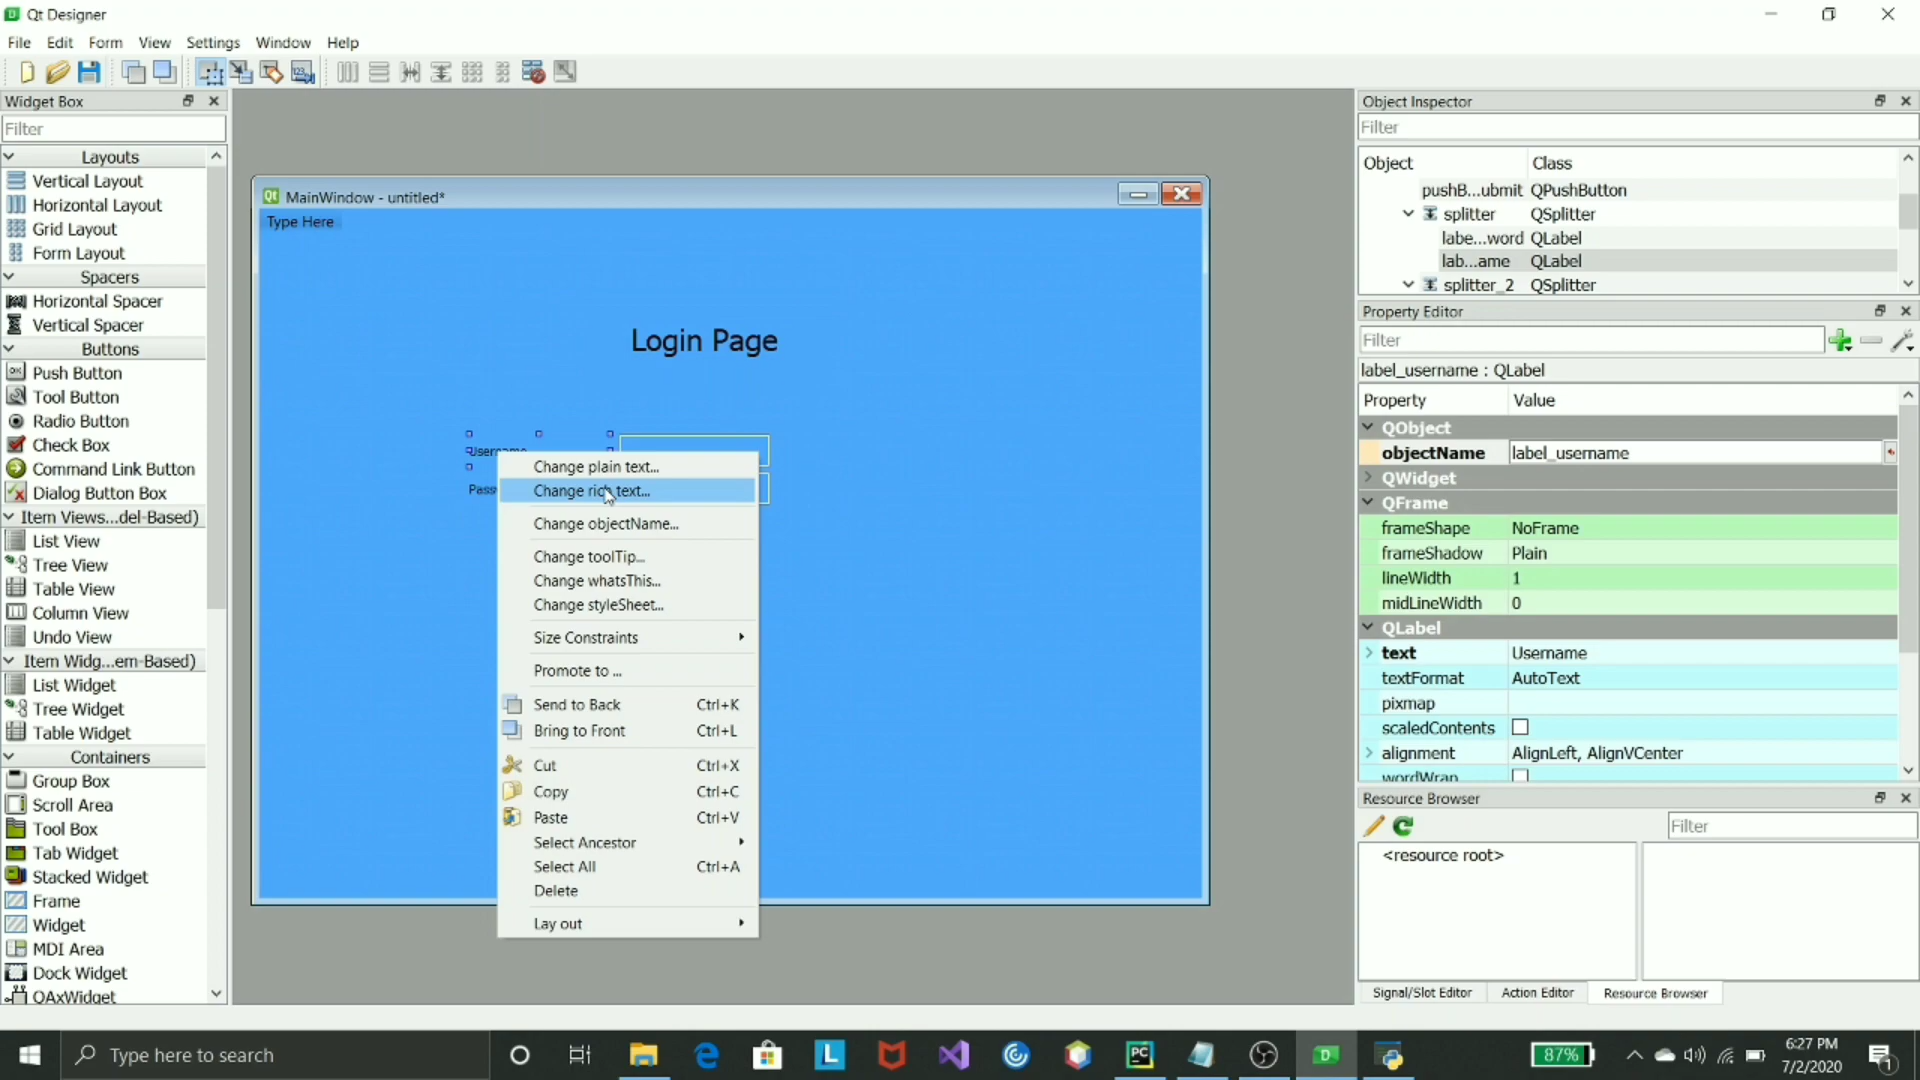 Qt Designer
File Edit Form View Settings Window Help
Widget Box
Filter
Layouts
Vertical Layout
Horizontal Layout
Grid Layout
Form Layout
Spacers
Horizontal Spacer
Vertical Spacer
Buttons
Push Button
Tool Button
Radio Button
Check Box
Command Link Button
Dialog Button Box
Item Views...del-Based)
List View
Tree View
Table View
Column View
Undo View
Item Widg...em-Based)
List Widget
Tree Widget
Table Widget
Containers
Group Box
Scroll Area
Tool Box
Tab Widget
Stacked Widget
Frame
Widget
MDI Area
Dock Widget
QAxWidget
MainWindow - untitled*
Type Here
Login Page
Username
Pass
Change plain text...
Change rich text...
Change objectName...
Change toolTip...
Change whatsThis...
Change styleSheet...
Size Constraints
Promote to ...
Send to Back Ctrl+K
Bring to Front Ctrl+L
Cut Ctrl+X
Copy Ctrl+C
Paste Ctrl+V
Select Ancestor
Select All Ctrl+A
Delete
Lay out
Object Inspector
Filter
Object Class
pushB...ubmit QPushButton
splitter QSplitter
labe...word QLabel
lab...ame QLabel
splitter_2 QSplitter
Property Editor
Filter
label_username : QLabel
Property Value
QObject
objectName label_username
QWidget
QFrame
frameShape NoFrame
frameShadow Plain
lineWidth 1
midLineWidth 0
QLabel
text Username
textFormat AutoText
pixmap
scaledContents
alignment AlignLeft, AlignVCenter
wordWrap
Resource Browser
Filter
<resource root>
Signal/Slot Editor Action Editor Resource Browser
Type here to search
87%
6:27 PM
7/2/2020
1